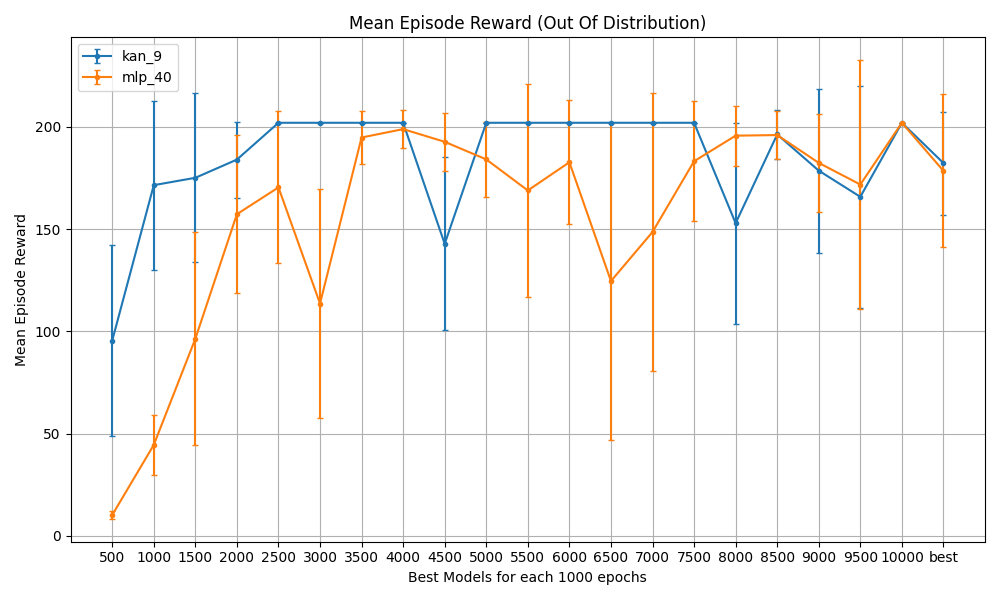 Mean Episode Reward (Out Of Distribution)
kan_9
mlp_40
Mean Episode Reward
200
150
100
50
0
500 1000 1500 2000 2500 3000 3500 4000 4500 5000 5500 6000 6500 7000 7500 8000 8500 9000 9500 10000 best
Best Models for each 1000 epochs